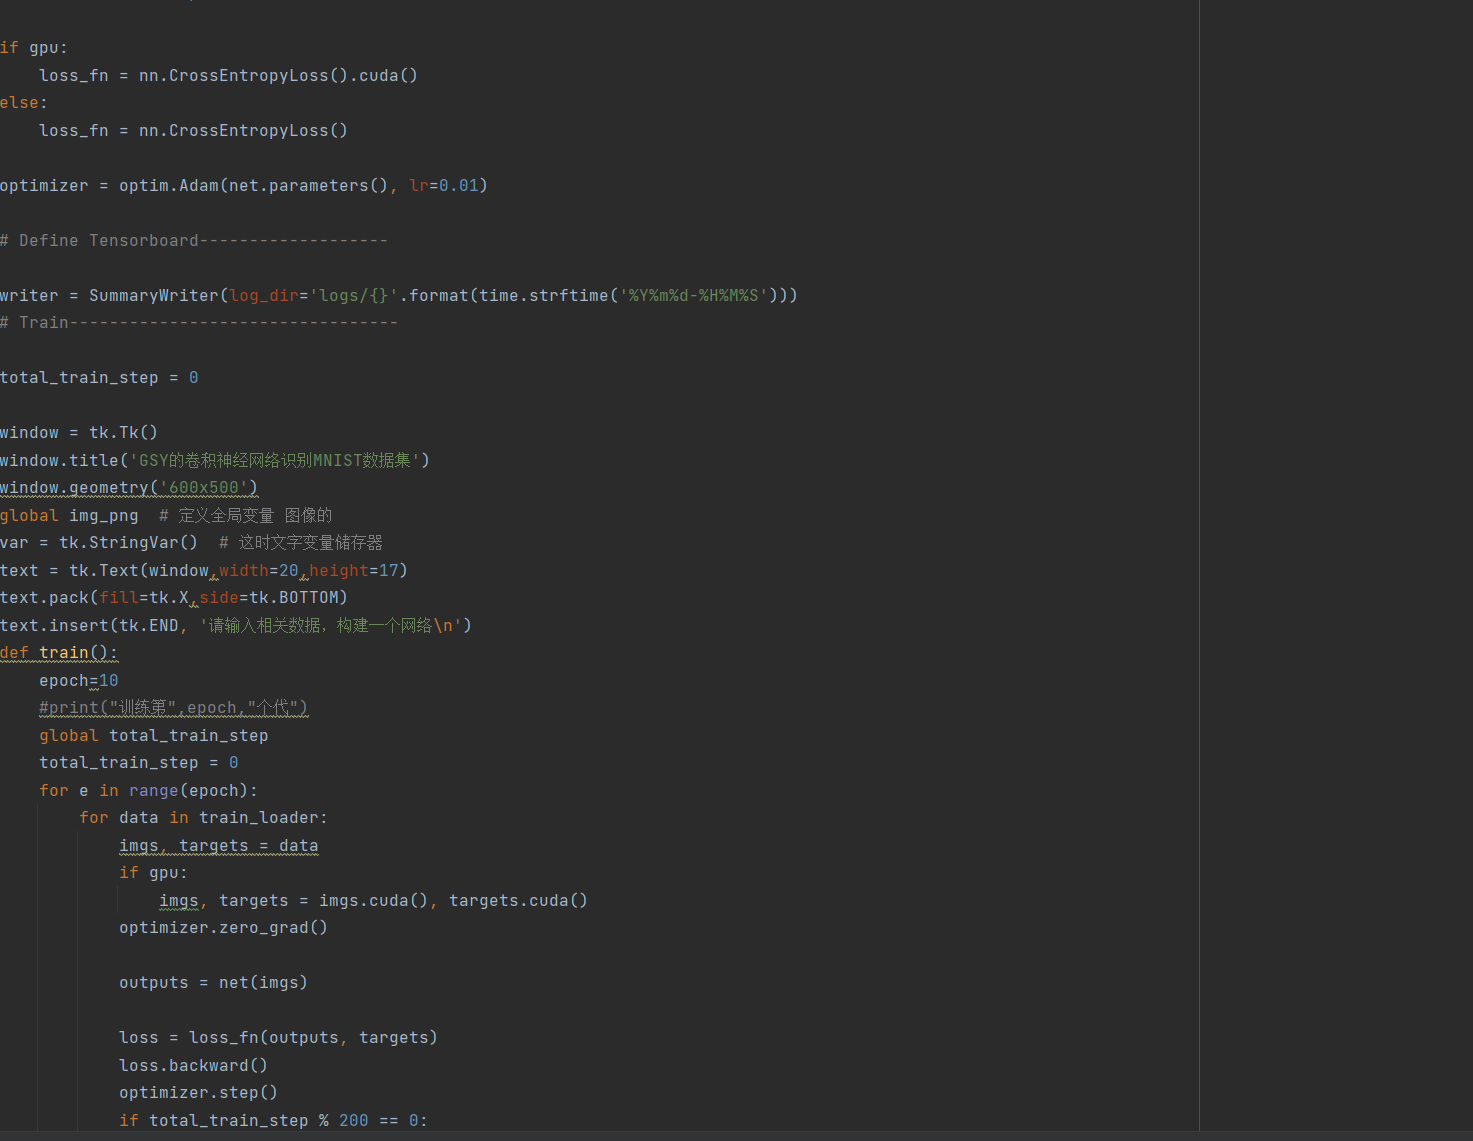 if gpu:
    loss_fn = nn.CrossEntropyLoss().cuda()
else:
    loss_fn = nn.CrossEntropyLoss()
optimizer = optim.Adam(net.parameters(), lr=0.01)
# Define Tensorboard-------------------
writer = SummaryWriter(log_dir='logs/{}'.format(time.strftime('%Y%m%d-%H%M%S')))
# Train---------------------------------
total_train_step = 0
window = tk.Tk()
window.title('GSY的卷积神经网络识别MNIST数据集')
window.geometry('600x500')
global img_png  # 定义全局变量 图像的
var = tk.StringVar()  # 这时文字变量储存器
text = tk.Text(window,width=20,height=17)
text.pack(fill=tk.X,side=tk.BOTTOM)
text.insert(tk.END, '请输入相关数据，构建一个网络\n')
def train():
    epoch=10
    #print("训练第",epoch,"个代")
    global total_train_step
    total_train_step = 0
    for e in range(epoch):
        for data in train_loader:
            imgs, targets = data
            if gpu:
                imgs, targets = imgs.cuda(), targets.cuda()
            optimizer.zero_grad()
            outputs = net(imgs)
            loss = loss_fn(outputs, targets)
            loss.backward()
            optimizer.step()
            if total_train_step % 200 == 0: